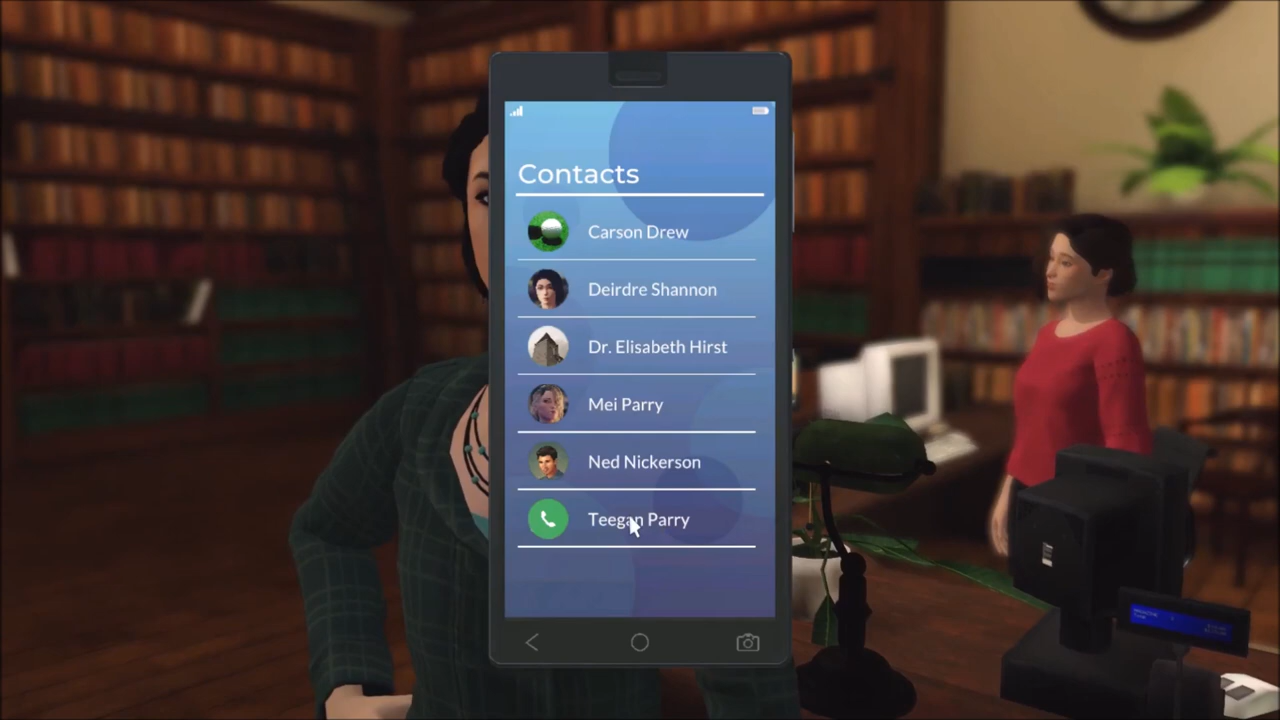 Contacts
Carson Drew
Deirdre Shannon
Dr. Elisabeth Hirst
Mei Parry
Ned Nickerson
Teegan Parry